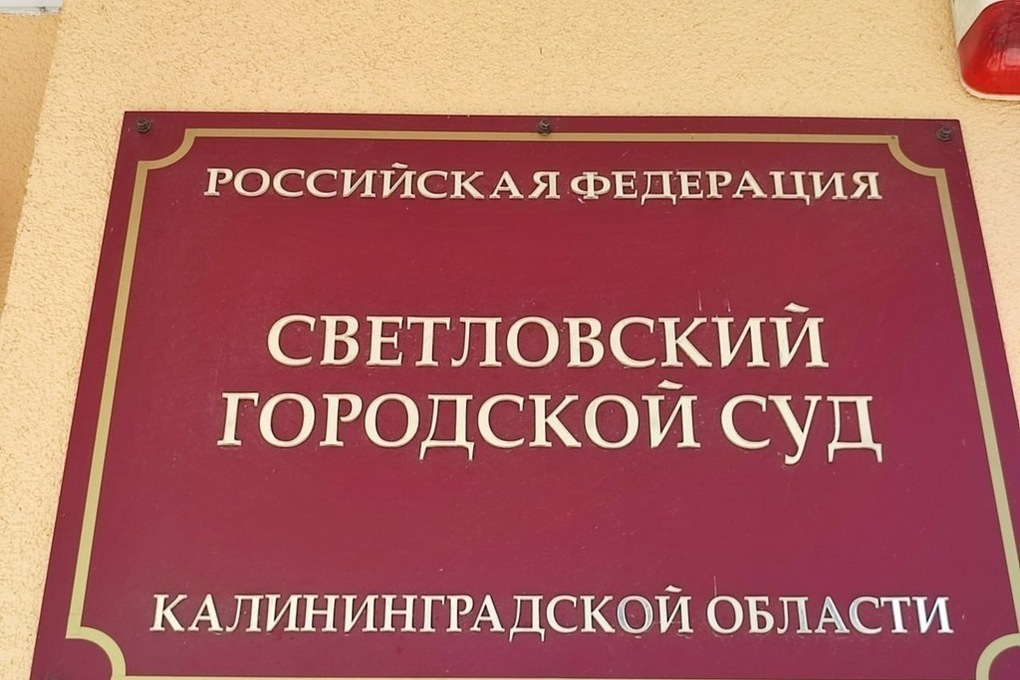 РОССИЙСКАЯ ФЕДЕРАЦИЯ
СВЕТЛОВСКИЙ
ГОРОДСКОЙ СУД
КАЛИНИНГРАДСКОЙ ОБЛАСТИ